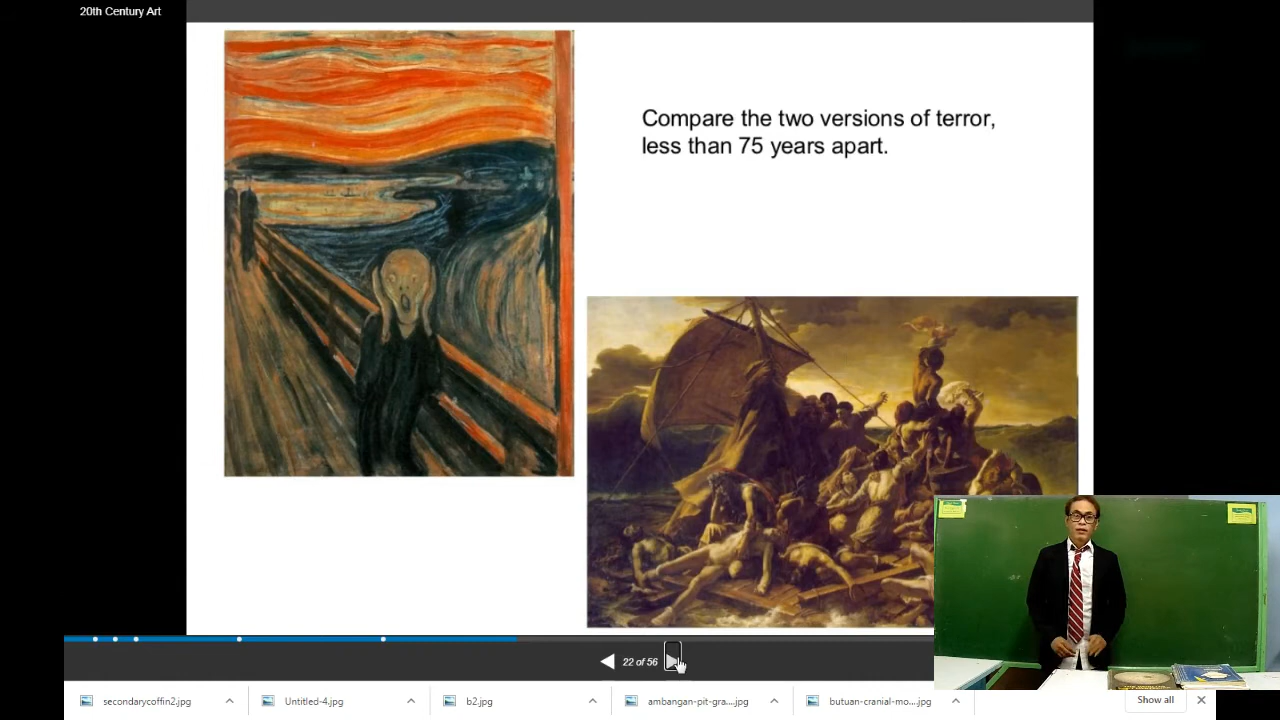 20th Century Art
Compare the two versions of terror,
less than 75 years apart.
22 of 56
secondarycoffin2.jpg
Untitled-4.jpg
b2.jpg
ambangan-pit-gra....jpg
butuan-cranial-mo....jpg
Show all